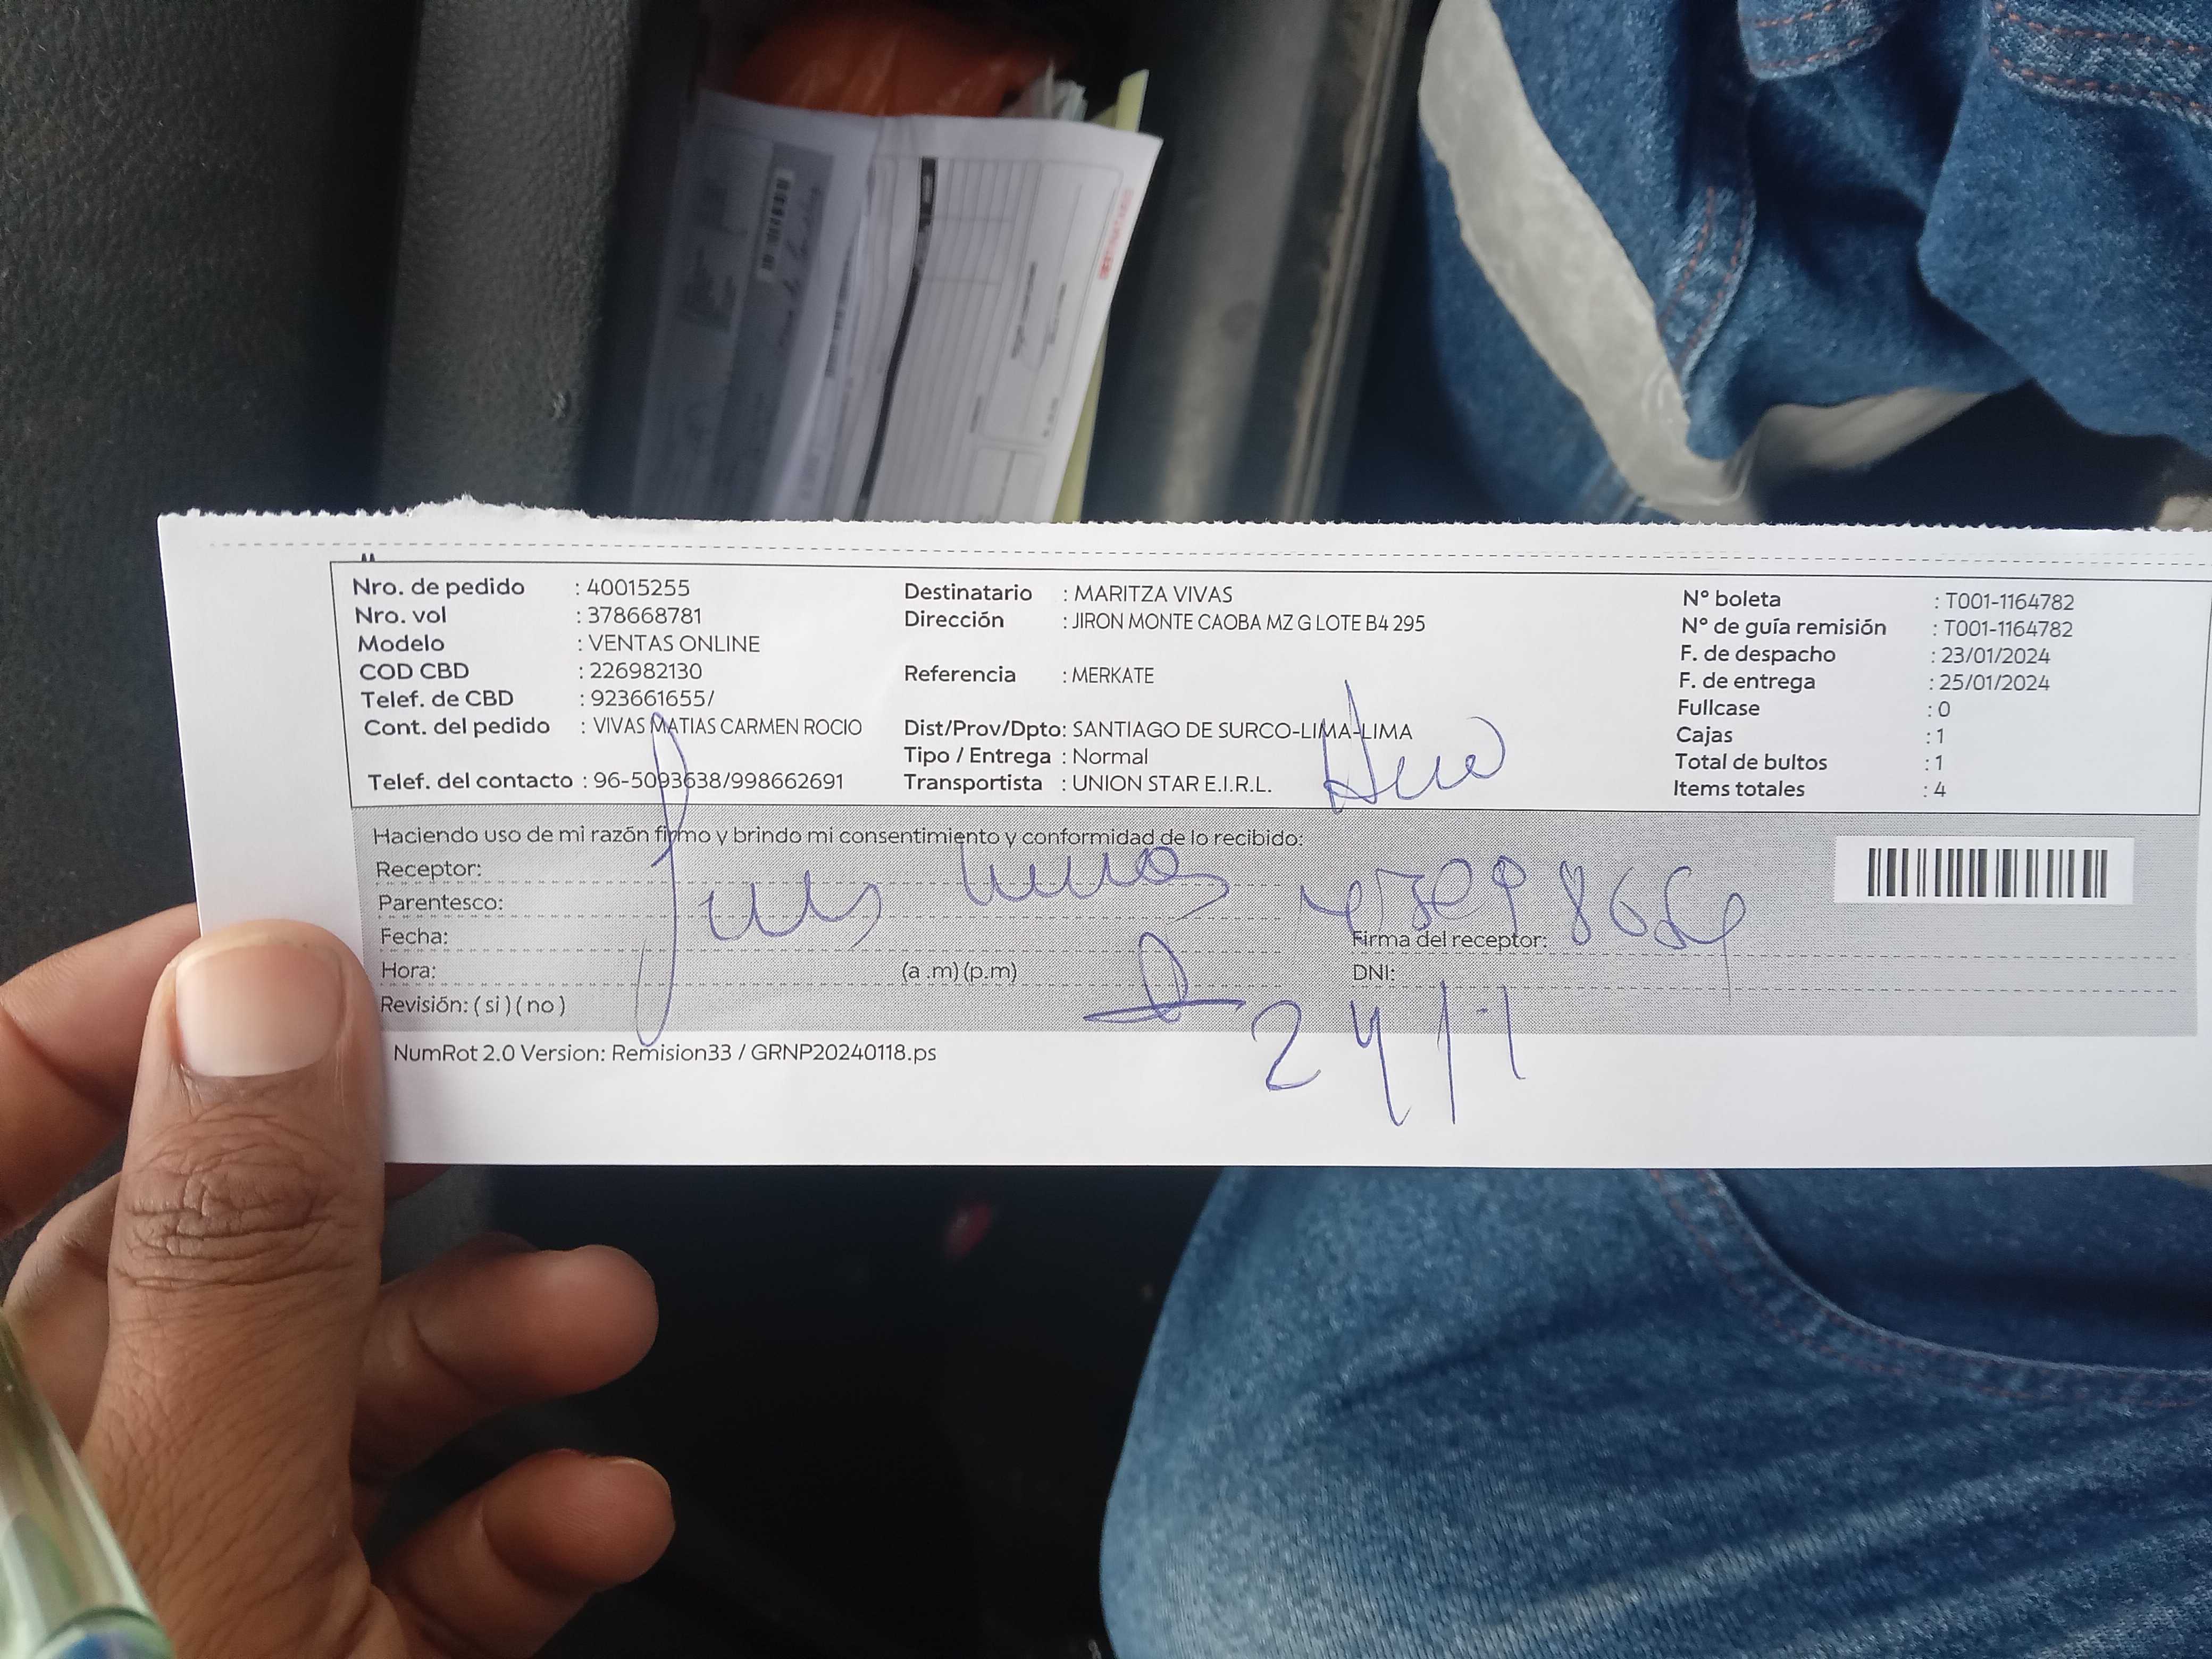 Nro. de pedido : 40015255
Nro. vol : 378668781
Modelo : VENTAS ONLINE
COD CBD : 226982130
Telef. de CBD : 923661655/
Cont. del pedido : VIVAS MATIAS CARMEN ROCIO
Telef. del contacto : 96-5093638/998662691
Destinatario : MARITZA VIVAS
Dirección : JIRON MONTE CAOBA MZ G LOTE B4 295
Referencia : MERKATE
Dist/Prov/Dpto: SANTIAGO DE SURCO-LIMA-LIMA
Tipo / Entrega : Normal
Transportista : UNION STAR E.I.R.L.
N° boleta : T001-1164782
N° de guía remisión : T001-1164782
F. de despacho : 23/01/2024
F. de entrega : 25/01/2024
Fullcase : 0
Cajas : 1
Total de bultos : 1
Items totales : 4
Haciendo uso de mi razón firmo y brindo mi consentimiento y conformidad de lo recibido:
Receptor:
Parentesco:
Fecha:
Firma del receptor:
Hora: (a .m) (p.m)
DNI:
Revisión: ( si ) ( no )
24/1
NumRot 2.0 Version: Remision33 / GRNP20240118.ps